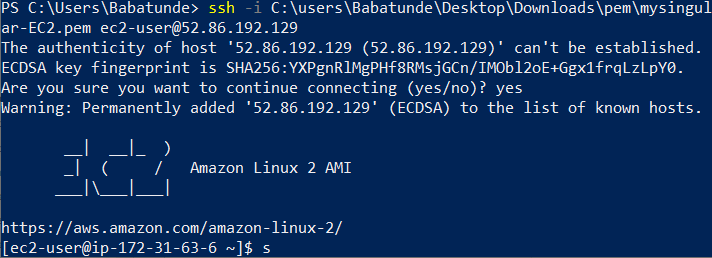 PS C:\Users\Babatunde> ssh -i C:\users\Babatunde\Desktop\Downloads\pem\mysingul
ar-EC2.pem ec2-user@52.86.192.129
The authenticity of host '52.86.192.129 (52.86.192.129)' can't be established.
ECDSA key fingerprint is SHA256:YXPgnRlMgPHf8RMsjGCn/IMObl2oE+Ggx1frqLzLpY0.
Are you sure you want to continue connecting (yes/no)? yes
Warning: Permanently added '52.86.192.129' (ECDSA) to the list of known hosts.

       __|  __|_  )
       _|  (     /   Amazon Linux 2 AMI
      ___|\___|___|

https://aws.amazon.com/amazon-linux-2/
[ec2-user@ip-172-31-63-6 ~]$ s